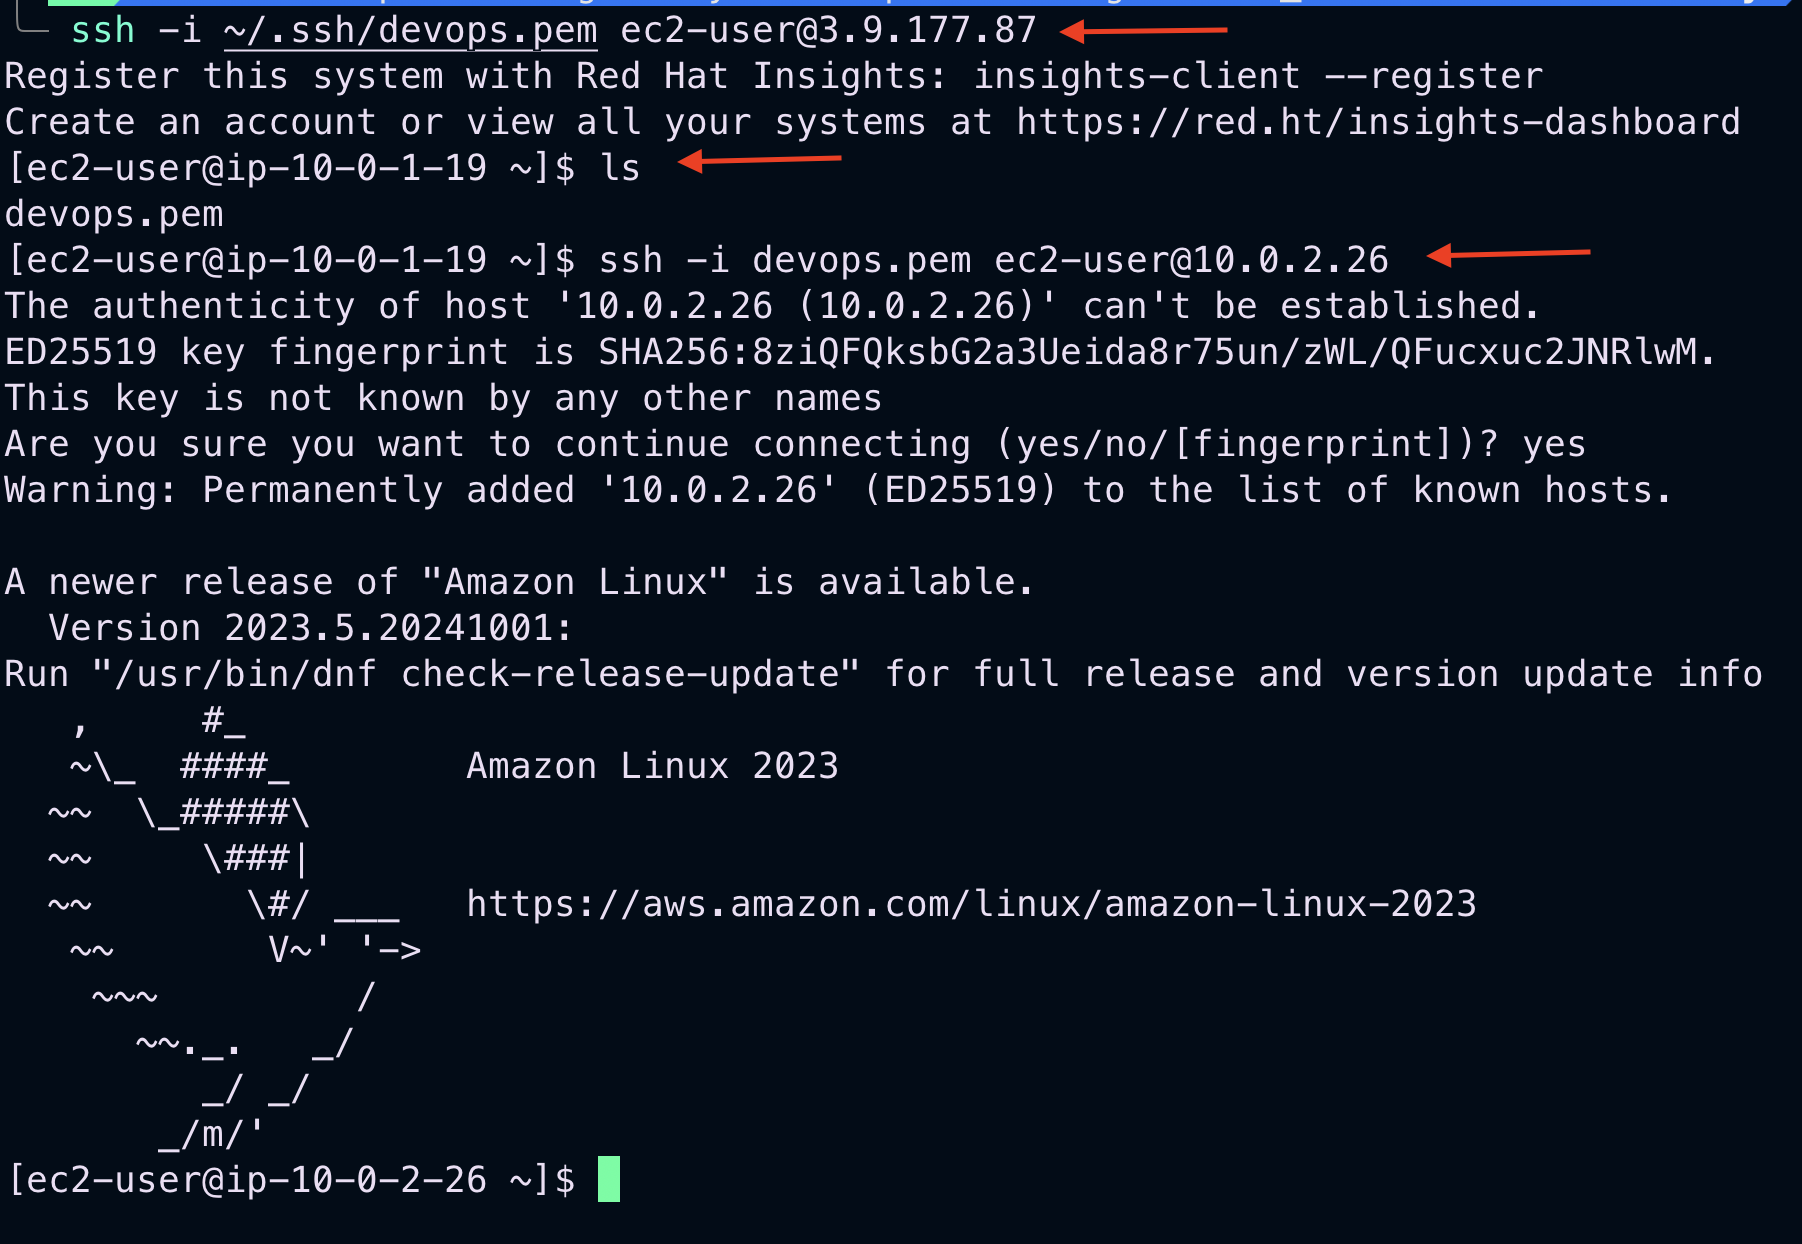 ssh -i ~/.ssh/devops.pem ec2-user@3.9.177.87
Register this system with Red Hat Insights: insights-client --register
Create an account or view all your systems at https://red.ht/insights-dashboard
[ec2-user@ip-10-0-1-19 ~]$ ls
devops.pem
[ec2-user@ip-10-0-1-19 ~]$ ssh -i devops.pem ec2-user@10.0.2.26
The authenticity of host '10.0.2.26 (10.0.2.26)' can't be established.
ED25519 key fingerprint is SHA256:8ziQFQksbG2a3Ueida8r75un/zWL/QFucxuc2JNRlwM.
This key is not known by any other names
Are you sure you want to continue connecting (yes/no/[fingerprint])? yes
Warning: Permanently added '10.0.2.26' (ED25519) to the list of known hosts.

A newer release of "Amazon Linux" is available.
  Version 2023.5.20241001:
Run "/usr/bin/dnf check-release-update" for full release and version update info
   ,     #_
   ~\_  ####_        Amazon Linux 2023
  ~~  \_#####\
  ~~     \###|
  ~~       \#/ ___   https://aws.amazon.com/linux/amazon-linux-2023
   ~~       V~' '->
    ~~~         /
      ~~._.   _/
         _/ _/
       _/m/'
[ec2-user@ip-10-0-2-26 ~]$